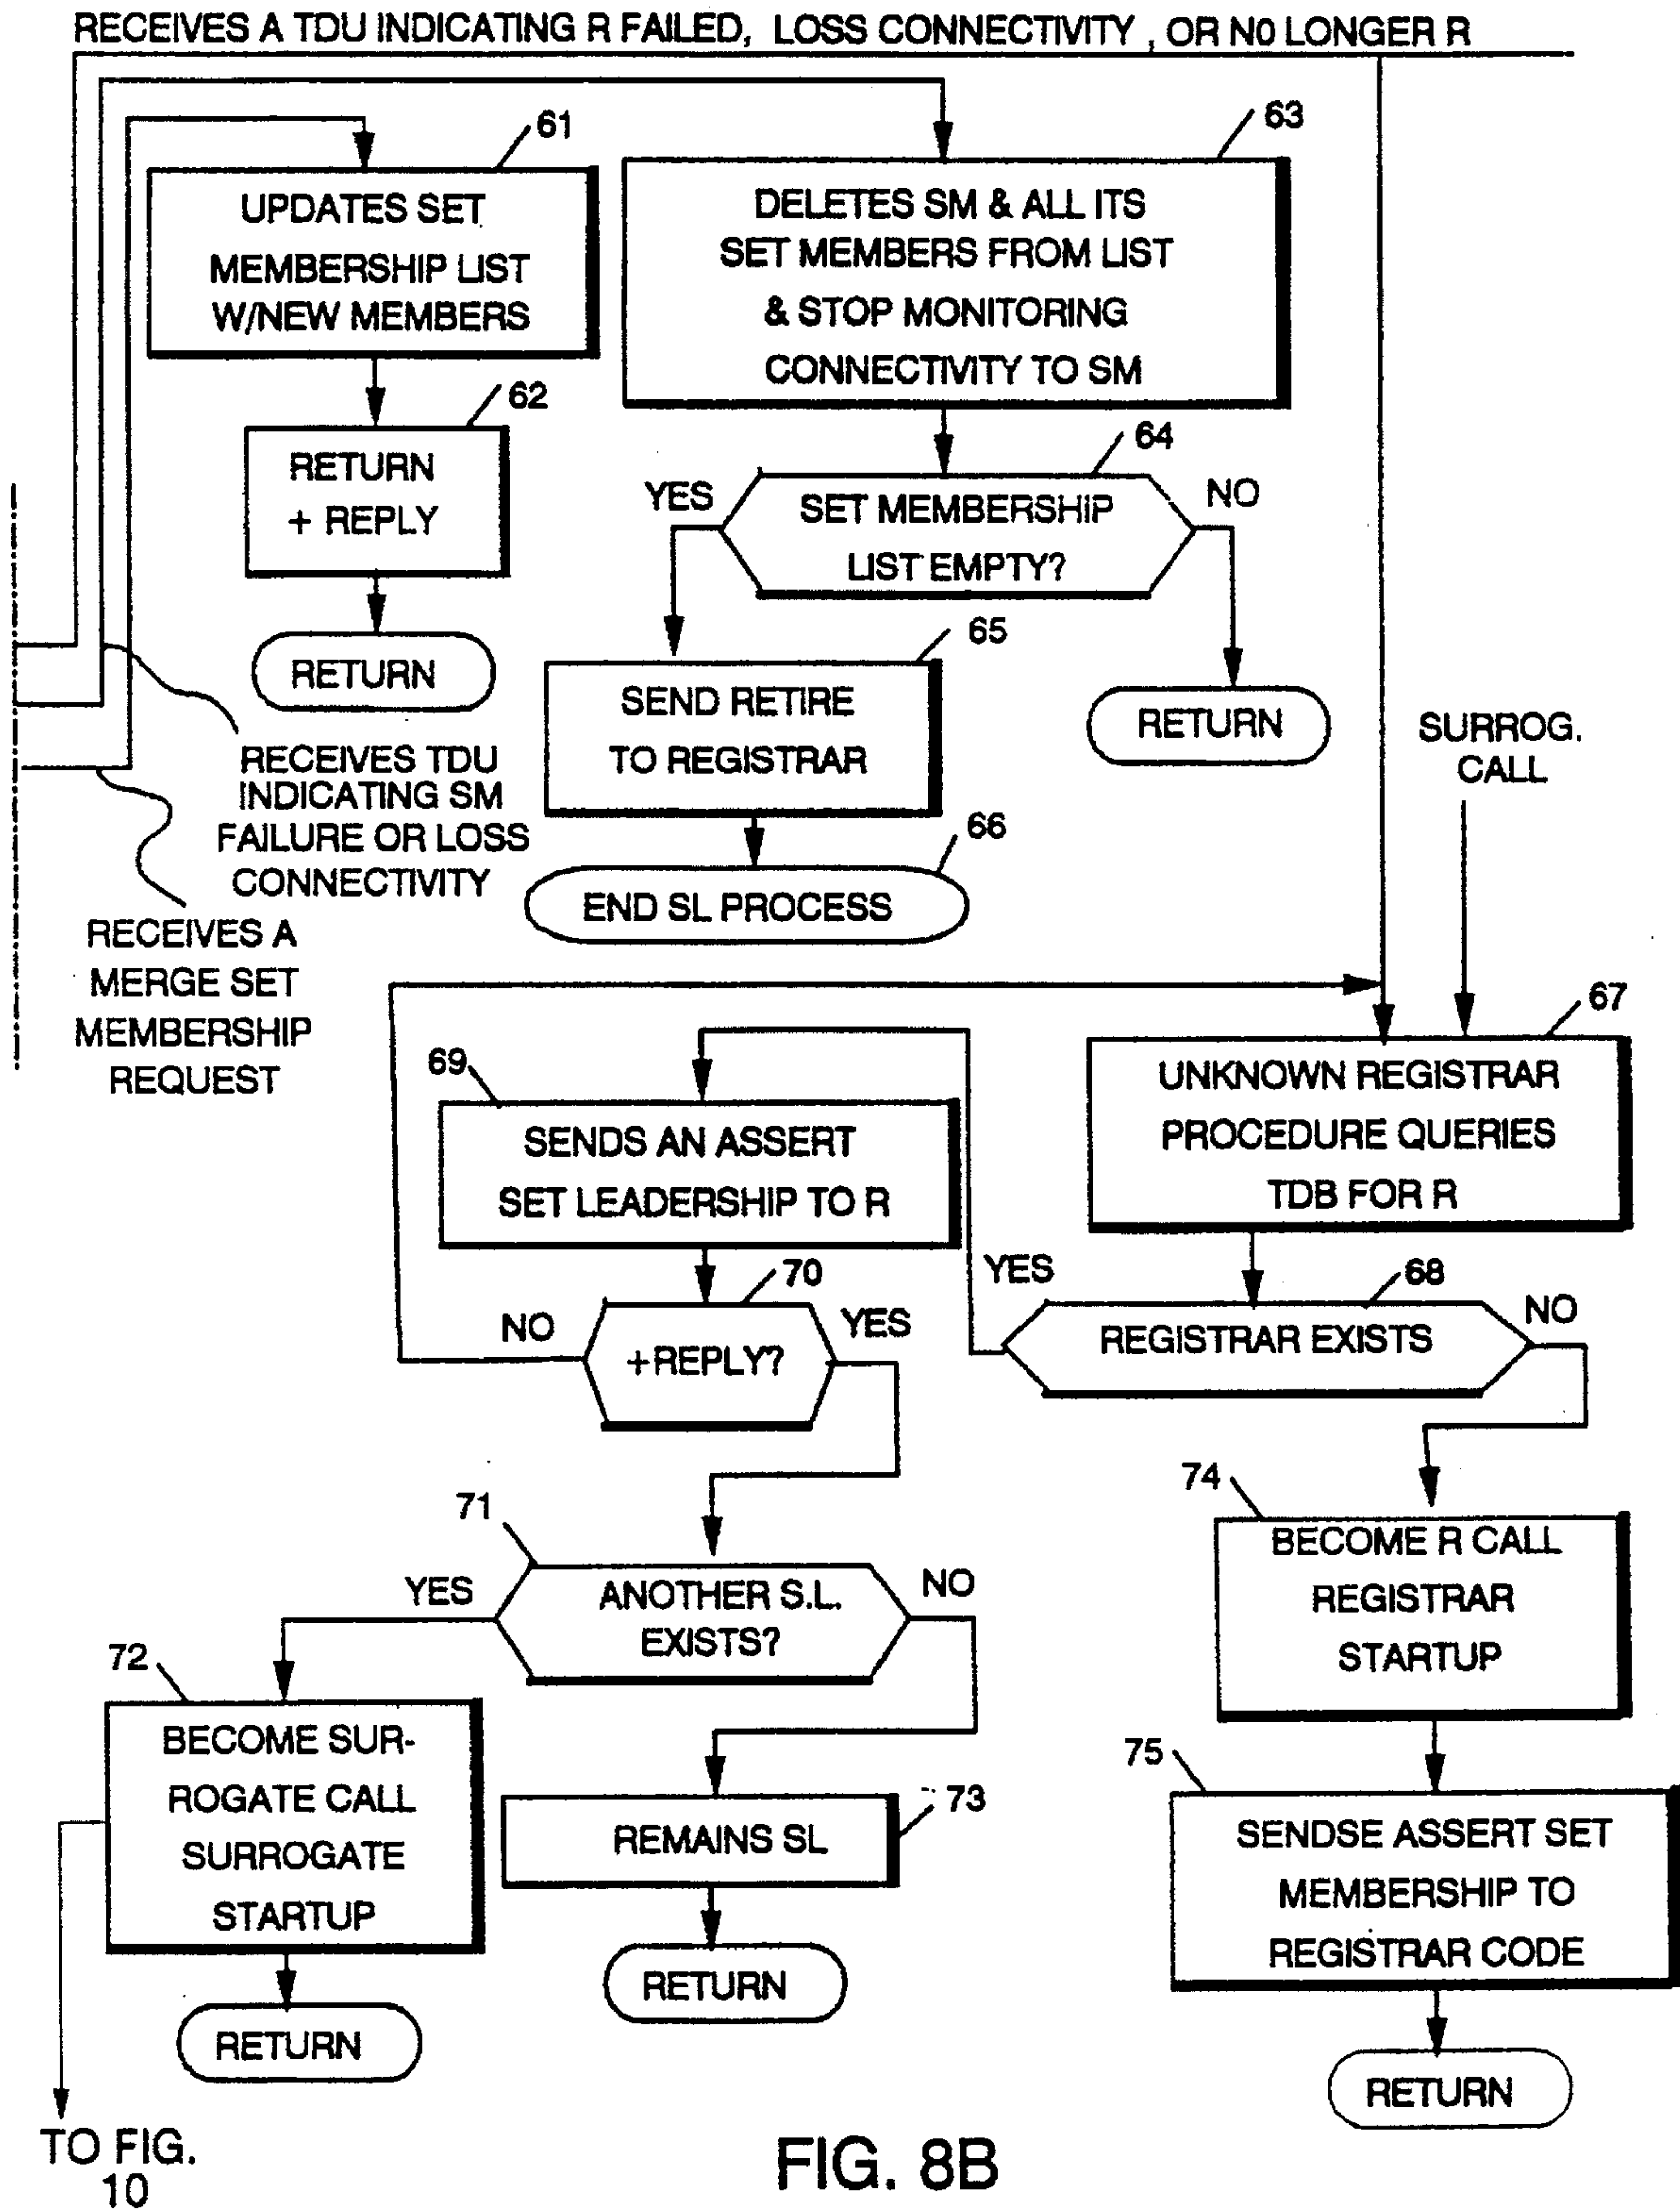 RECEIVES A TDU INDICATING R FAILED, LOSS CONNECTIVITY , OR NO LONGER R
61
UPDATES SET
MEMBERSHIP LIST
W/NEW MEMBERS
62
RETURN
+ REPLY
RETURN
63
DELETES SM & ALL ITS
SET MEMBERS FROM LIST
& STOP MONITORING
CONNECTIVITY TO SM
64
YES
SET MEMBERSHIP
LIST EMPTY?
NO
65
SEND RETIRE
TO REGISTRAR
RETURN
66
END SL PROCESS
RECEIVES TDU
INDICATING SM
FAILURE OR LOSS
CONNECTIVITY
RECEIVES A
MERGE SET
MEMBERSHIP
REQUEST
SURROG.
CALL
67
UNKNOWN REGISTRAR
PROCEDURE QUERIES
TDB FOR R
69
SENDS AN ASSERT
SET LEADERSHIP TO R
YES
68
REGISTRAR EXISTS
NO
70
NO
+REPLY?
YES
71
YES
ANOTHER S.L.
EXISTS?
NO
74
BECOME R CALL
REGISTRAR
STARTUP
72
BECOME SUR-
ROGATE CALL
SURROGATE
STARTUP
73
REMAINS SL
75
SENDSE ASSERT SET
MEMBERSHIP TO
REGISTRAR CODE
RETURN
RETURN
RETURN
TO FIG.
10
FIG. 8B